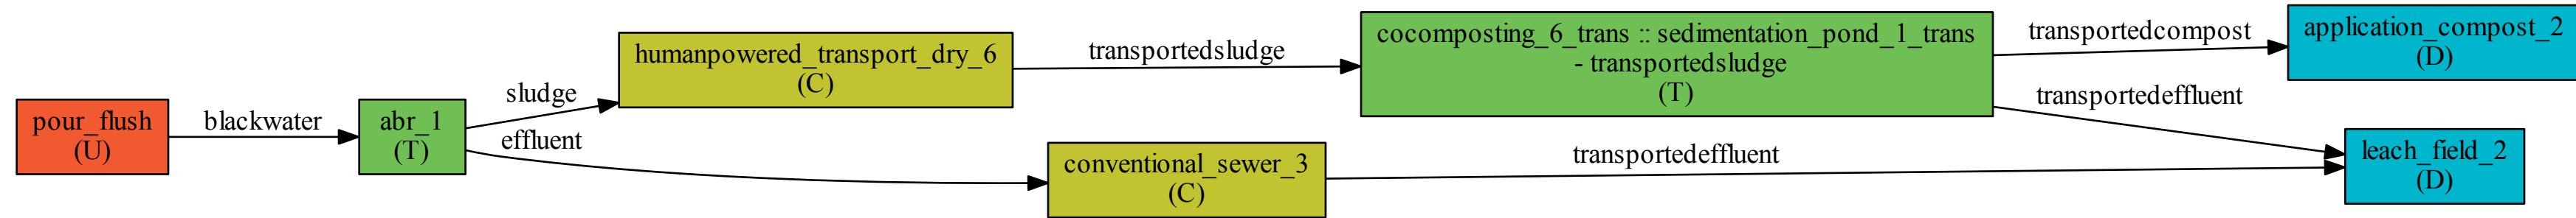 pour_flush
(U)
blackwater
abr_1
(T)
sludge
effluent
humanpowered_transport_dry_6
(C)
transportedsludge
conventional_sewer_3
(C)
transportedeffluent
cocomposting_6_trans :: sedimentation_pond_1_trans
- transportedsludge
(T)
transportedcompost
transportedeffluent
application_compost_2
(D)
leach_field_2
(D)